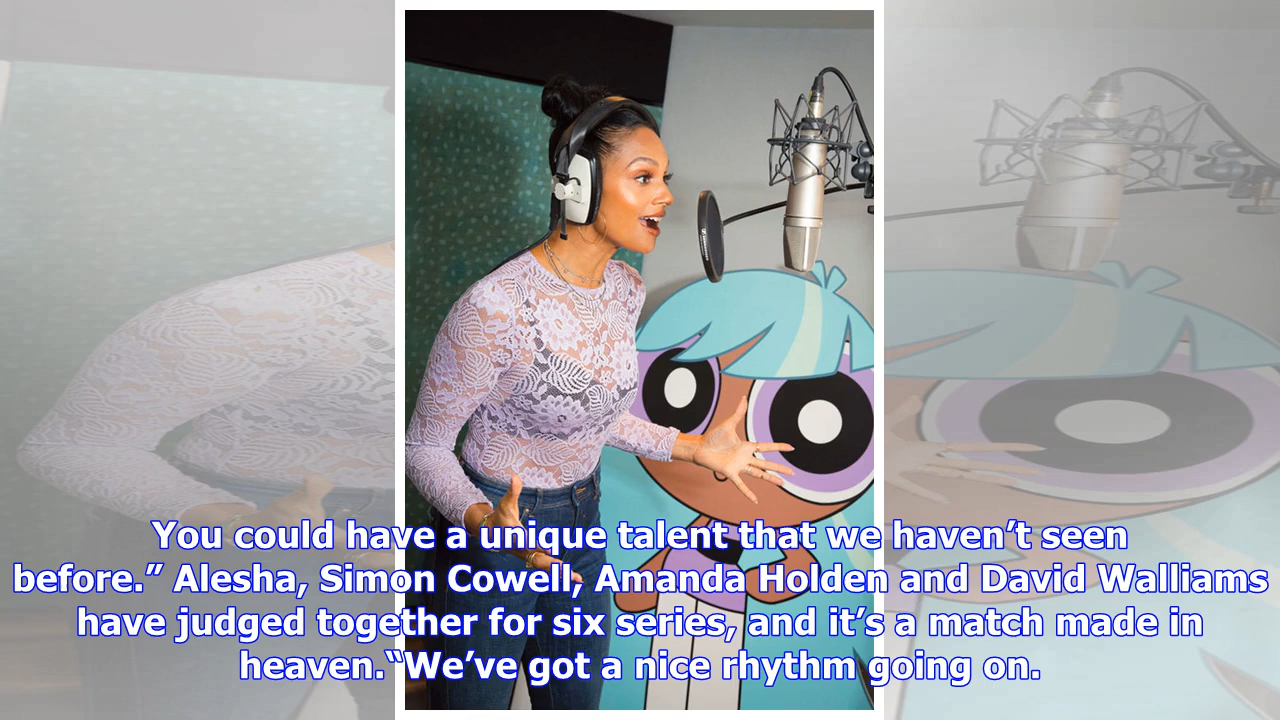 You could have a unique talent that we haven’t seen
before.” Alesha, Simon Cowell, Amanda Holden and David Walliams
have judged together for six series, and it’s a match made in
heaven.“We’ve got a nice rhythm going on.